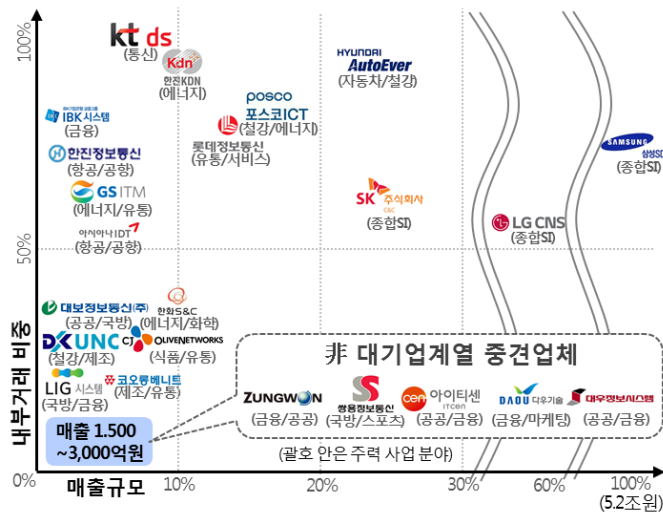 100%
kt ds
(통신)
Kdn
한진KDN
(에너지)
HYUNDAI
AutoEver
(자동차/철강)
posco
포스코ICT
(철강/에너지)
IBK시스템
(금융)
롯데정보통신
(유통/서비스)
SAMSUNG
삼성SD
(종합SI)
한진정보통신
(항공/공항)
GS ITM
(에너지/유통)
SK 주식회사
C&C
(종합SI)
LG CNS
(종합SI)
아시아나IDT
(항공/공항)
50%
대보정보통신(주)
(공공/국방)
한화S&C
(에너지/화학)
DK UNC
(철강/제조)
CJ OLIVENETWORKS
(식품/유통)
LIG 시스템
(국방/금융)
코오롱베니트
(제조/유통)
非 대기업계열 중견업체
ZUNGWON
(금융/공공)
쌍용정보통신
(국방/스포츠)
cen 아이티센
ITCEN
(공공/금융)
DAOU 다우기술
(금융/마케팅)
대우정보시스템
(공공/금융)
매출 1.500
~3,000억원
(괄호 안은 주력 사업 분야)
내부거래 비중
0%
매출규모
10%
20%
30%
60%
100%
(5.2조원)